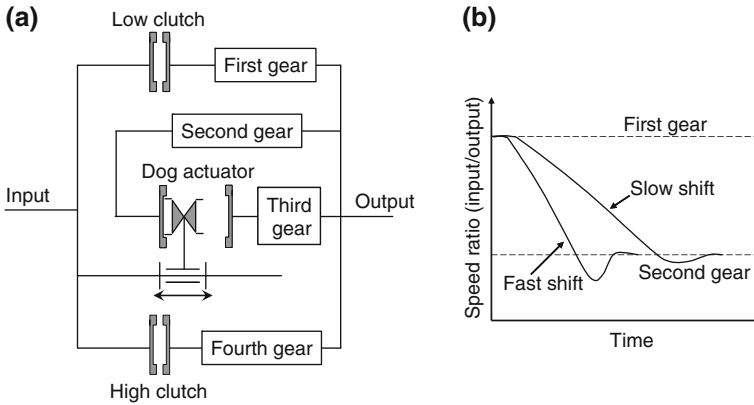 (a)
Low clutch
First gear
Second gear
Dog actuator
Input
Third
gear
Output
Fourth gear
High clutch
(b)
Speed ratio (input/output)
First gear
Slow shift
Fast shift
Second gear
Time